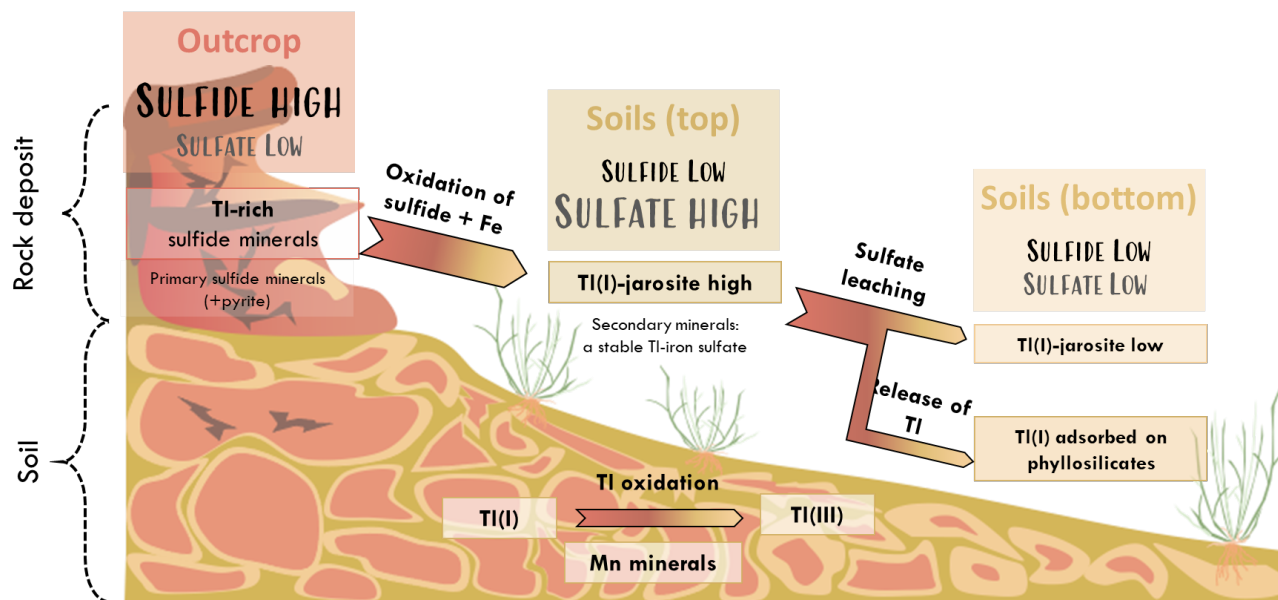 Outcrop
SULFIDE HIGH
SULFATE LOW
Rock deposit
Tl-rich
sulfide minerals
Primary sulfide minerals
(+pyrite)
Oxidation of
sulfide + Fe
Soils (top)
SULFIDE LOW
SULFATE HIGH
Tl(I)-jarosite high
Secondary minerals:
a stable Tl-iron sulfate
Sulfate
leaching
Release of
Tl
Soils (bottom)
SULFIDE LOW
SULFATE LOW
Tl(I)-jarosite low
Tl(I) adsorbed on
phyllosilicates
Soil
Tl oxidation
Tl(I)
Tl(III)
Mn minerals